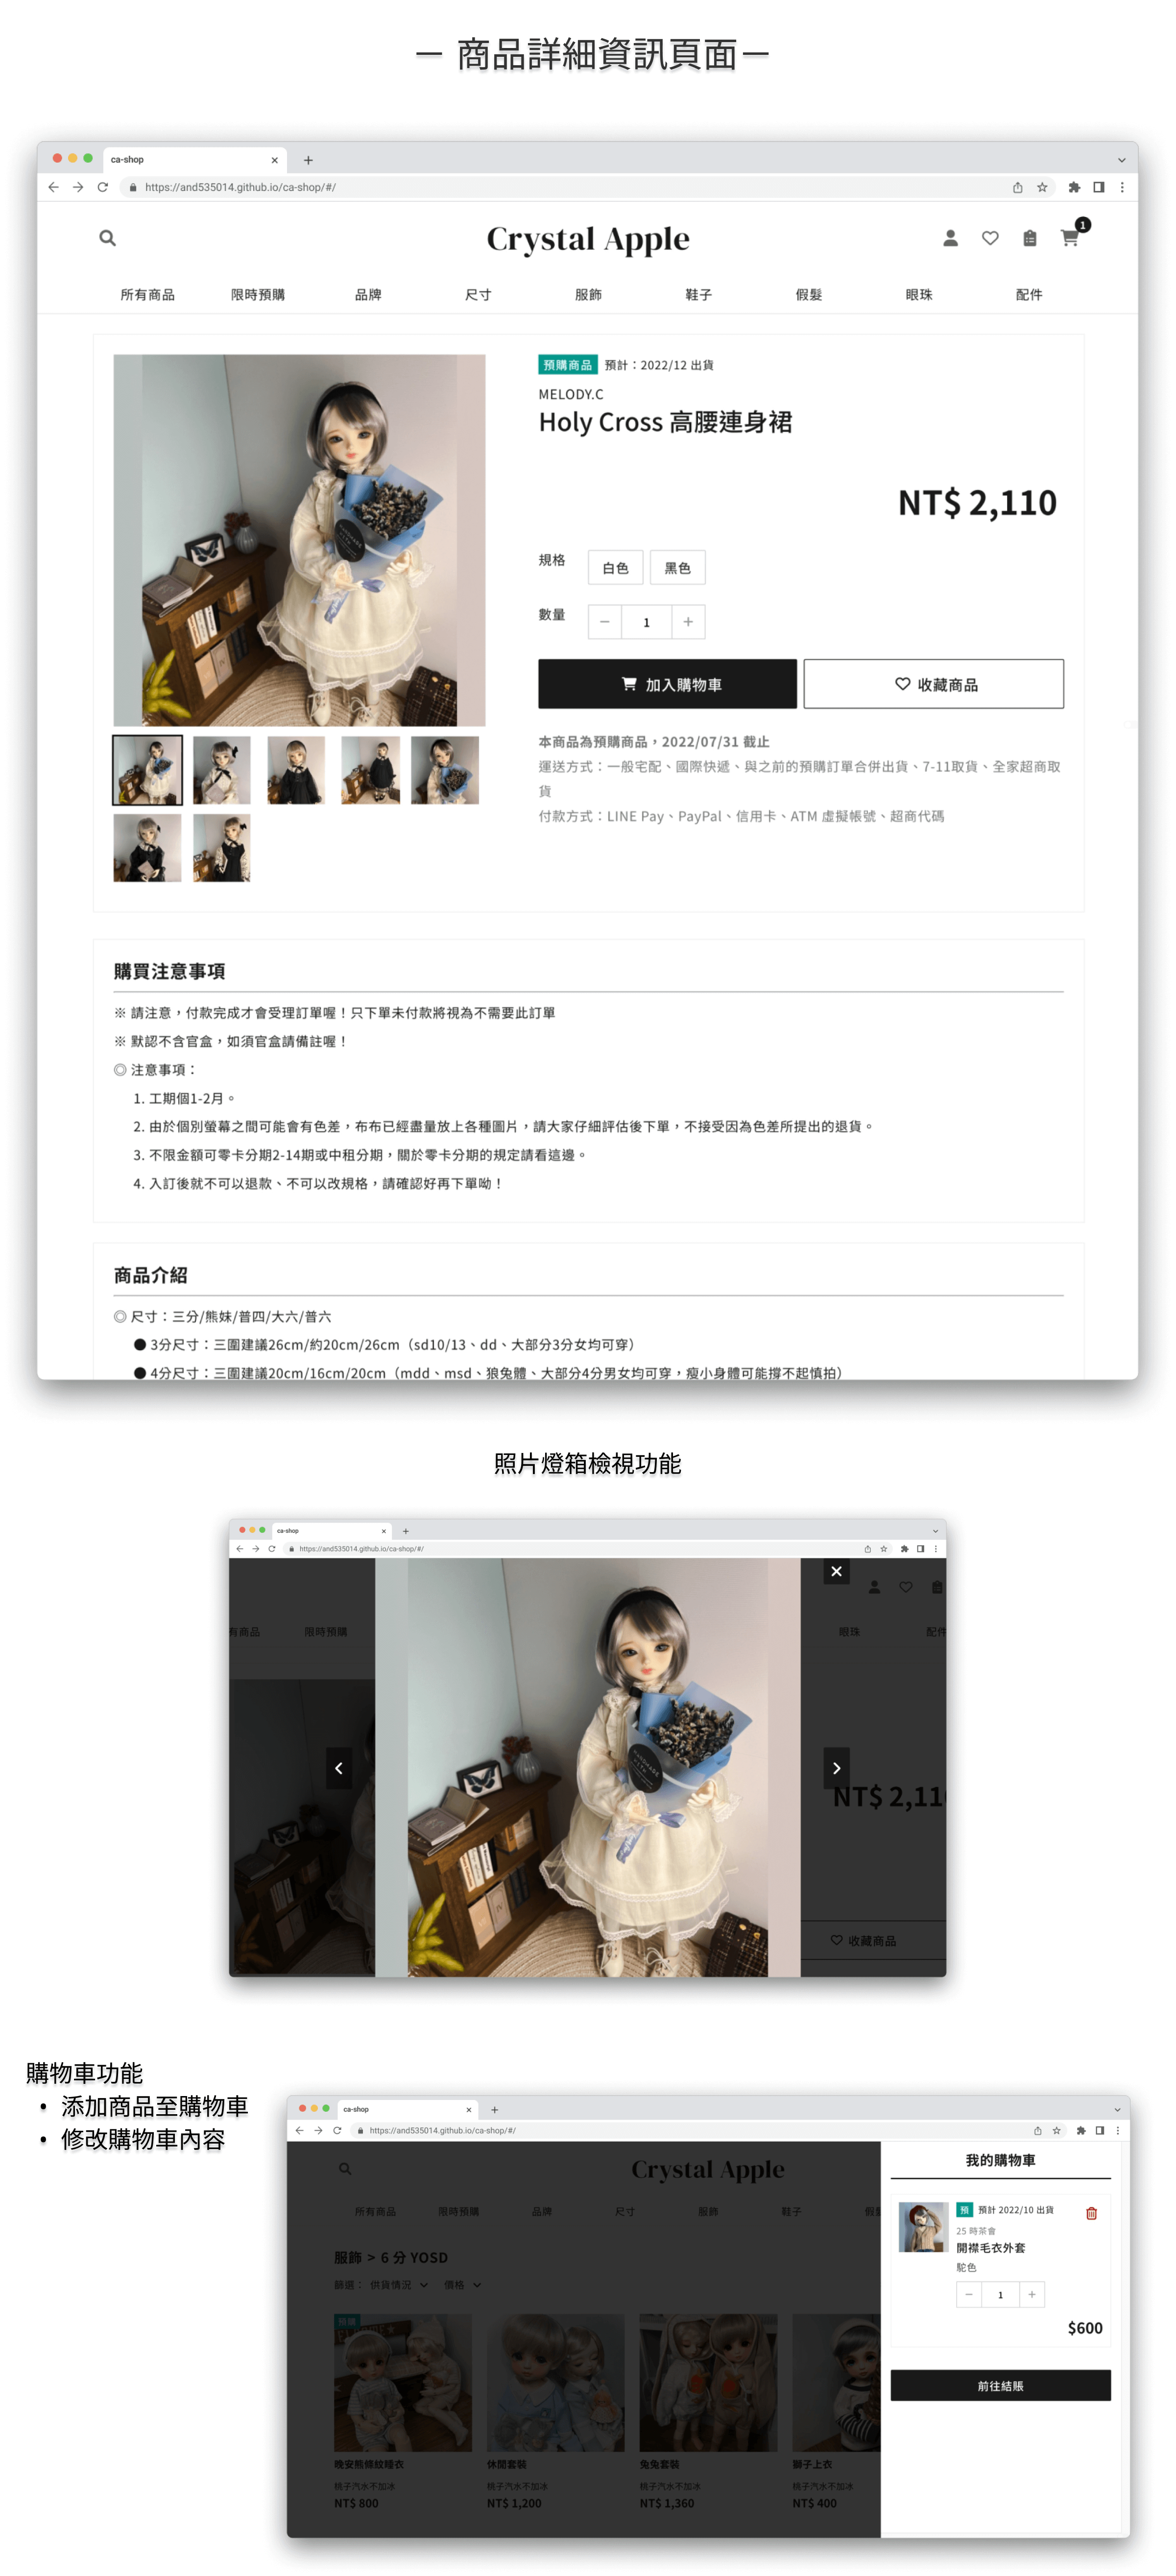 — 商品詳細資訊頁面—
ca-shop
https://and535014.github.io/ca-shop/#/
Crystal Apple
1
所有商品 限時預購 品牌 尺寸 服飾 鞋子 假髮 眼珠 配件
預購商品 預計：2022/12 出貨
MELODY.C
Holy Cross 高腰連身裙
NT$ 2,110
規格 白色 黑色
數量 1
加入購物車 收藏商品
本商品為預購商品，2022/07/31 截止
運送方式：一般宅配、國際快遞、與之前的預購訂單合併出貨、7-11取貨、全家超商取
貨
付款方式：LINE Pay、PayPal、信用卡、ATM 虛擬帳號、超商代碼
購買注意事項
※ 請注意，付款完成才會受理訂單喔！只下單未付款將視為不需要此訂單
※ 默認不含官盒，如須官盒請備註喔！
◎ 注意事項：
1. 工期個1-2月。
2. 由於個別螢幕之間可能會有色差，布布已經盡量放上各種圖片，請大家仔細評估後下單，不接受因為色差所提出的退貨。
3. 不限金額可零卡分期2-14期或中租分期，關於零卡分期的規定請看這邊。
4. 入訂後就不可以退款、不可以改規格，請確認好再下單呦！
商品介紹
◎ 尺寸：三分/熊妹/普四/大六/普六
● 3分尺寸：三圍建議26cm/約20cm/26cm（sd10/13、dd、大部分3分女均可穿）
● 4分尺寸：三圍建議20cm/16cm/20cm（mdd、msd、狼兔體、大部分4分男女均可穿，瘦小身體可能撐不起慎拍）
照片燈箱檢視功能
ca-shop
https://and535014.github.io/ca-shop/#/
有商品 限時預購 眼珠 配件
HANDMADE WITH
NT$ 2,11
收藏商品
購物車功能
• 添加商品至購物車
• 修改購物車內容
ca-shop
https://and535014.github.io/ca-shop/#/
Crystal Apple
所有商品 限時預購 品牌 尺寸 服飾 鞋子 假
服飾 > 6 分 YOSD
篩選： 供貨情況 價格
預購
晚安熊條紋睡衣 休閒套裝 兔兔套裝 獅子上衣
桃子汽水不加冰 桃子汽水不加冰 桃子汽水不加冰 桃子汽水不加冰
NT$ 800 NT$ 1,200 NT$ 1,360 NT$ 400
我的購物車
預 預計 2022/10 出貨
25 時茶會
開襟毛衣外套
駝色
1
$600
前往結賬